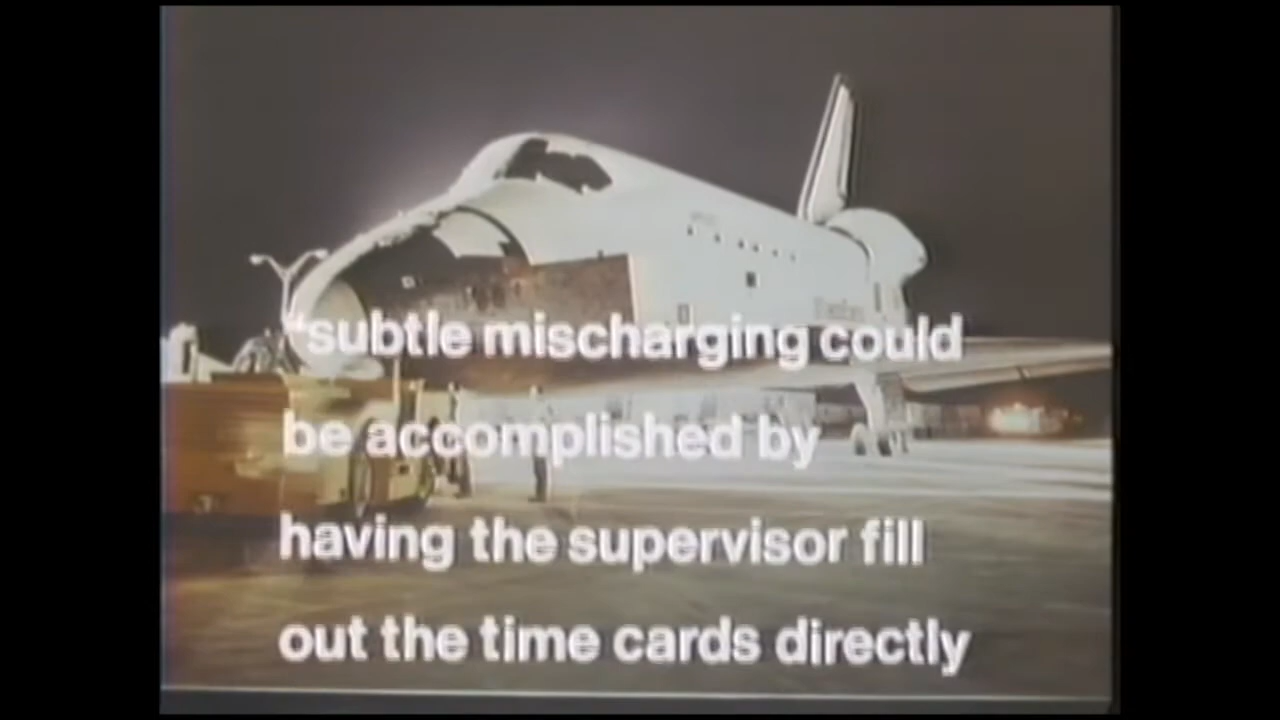 "subtle mischarging could
be accomplished by
having the supervisor fill
out the time cards directly